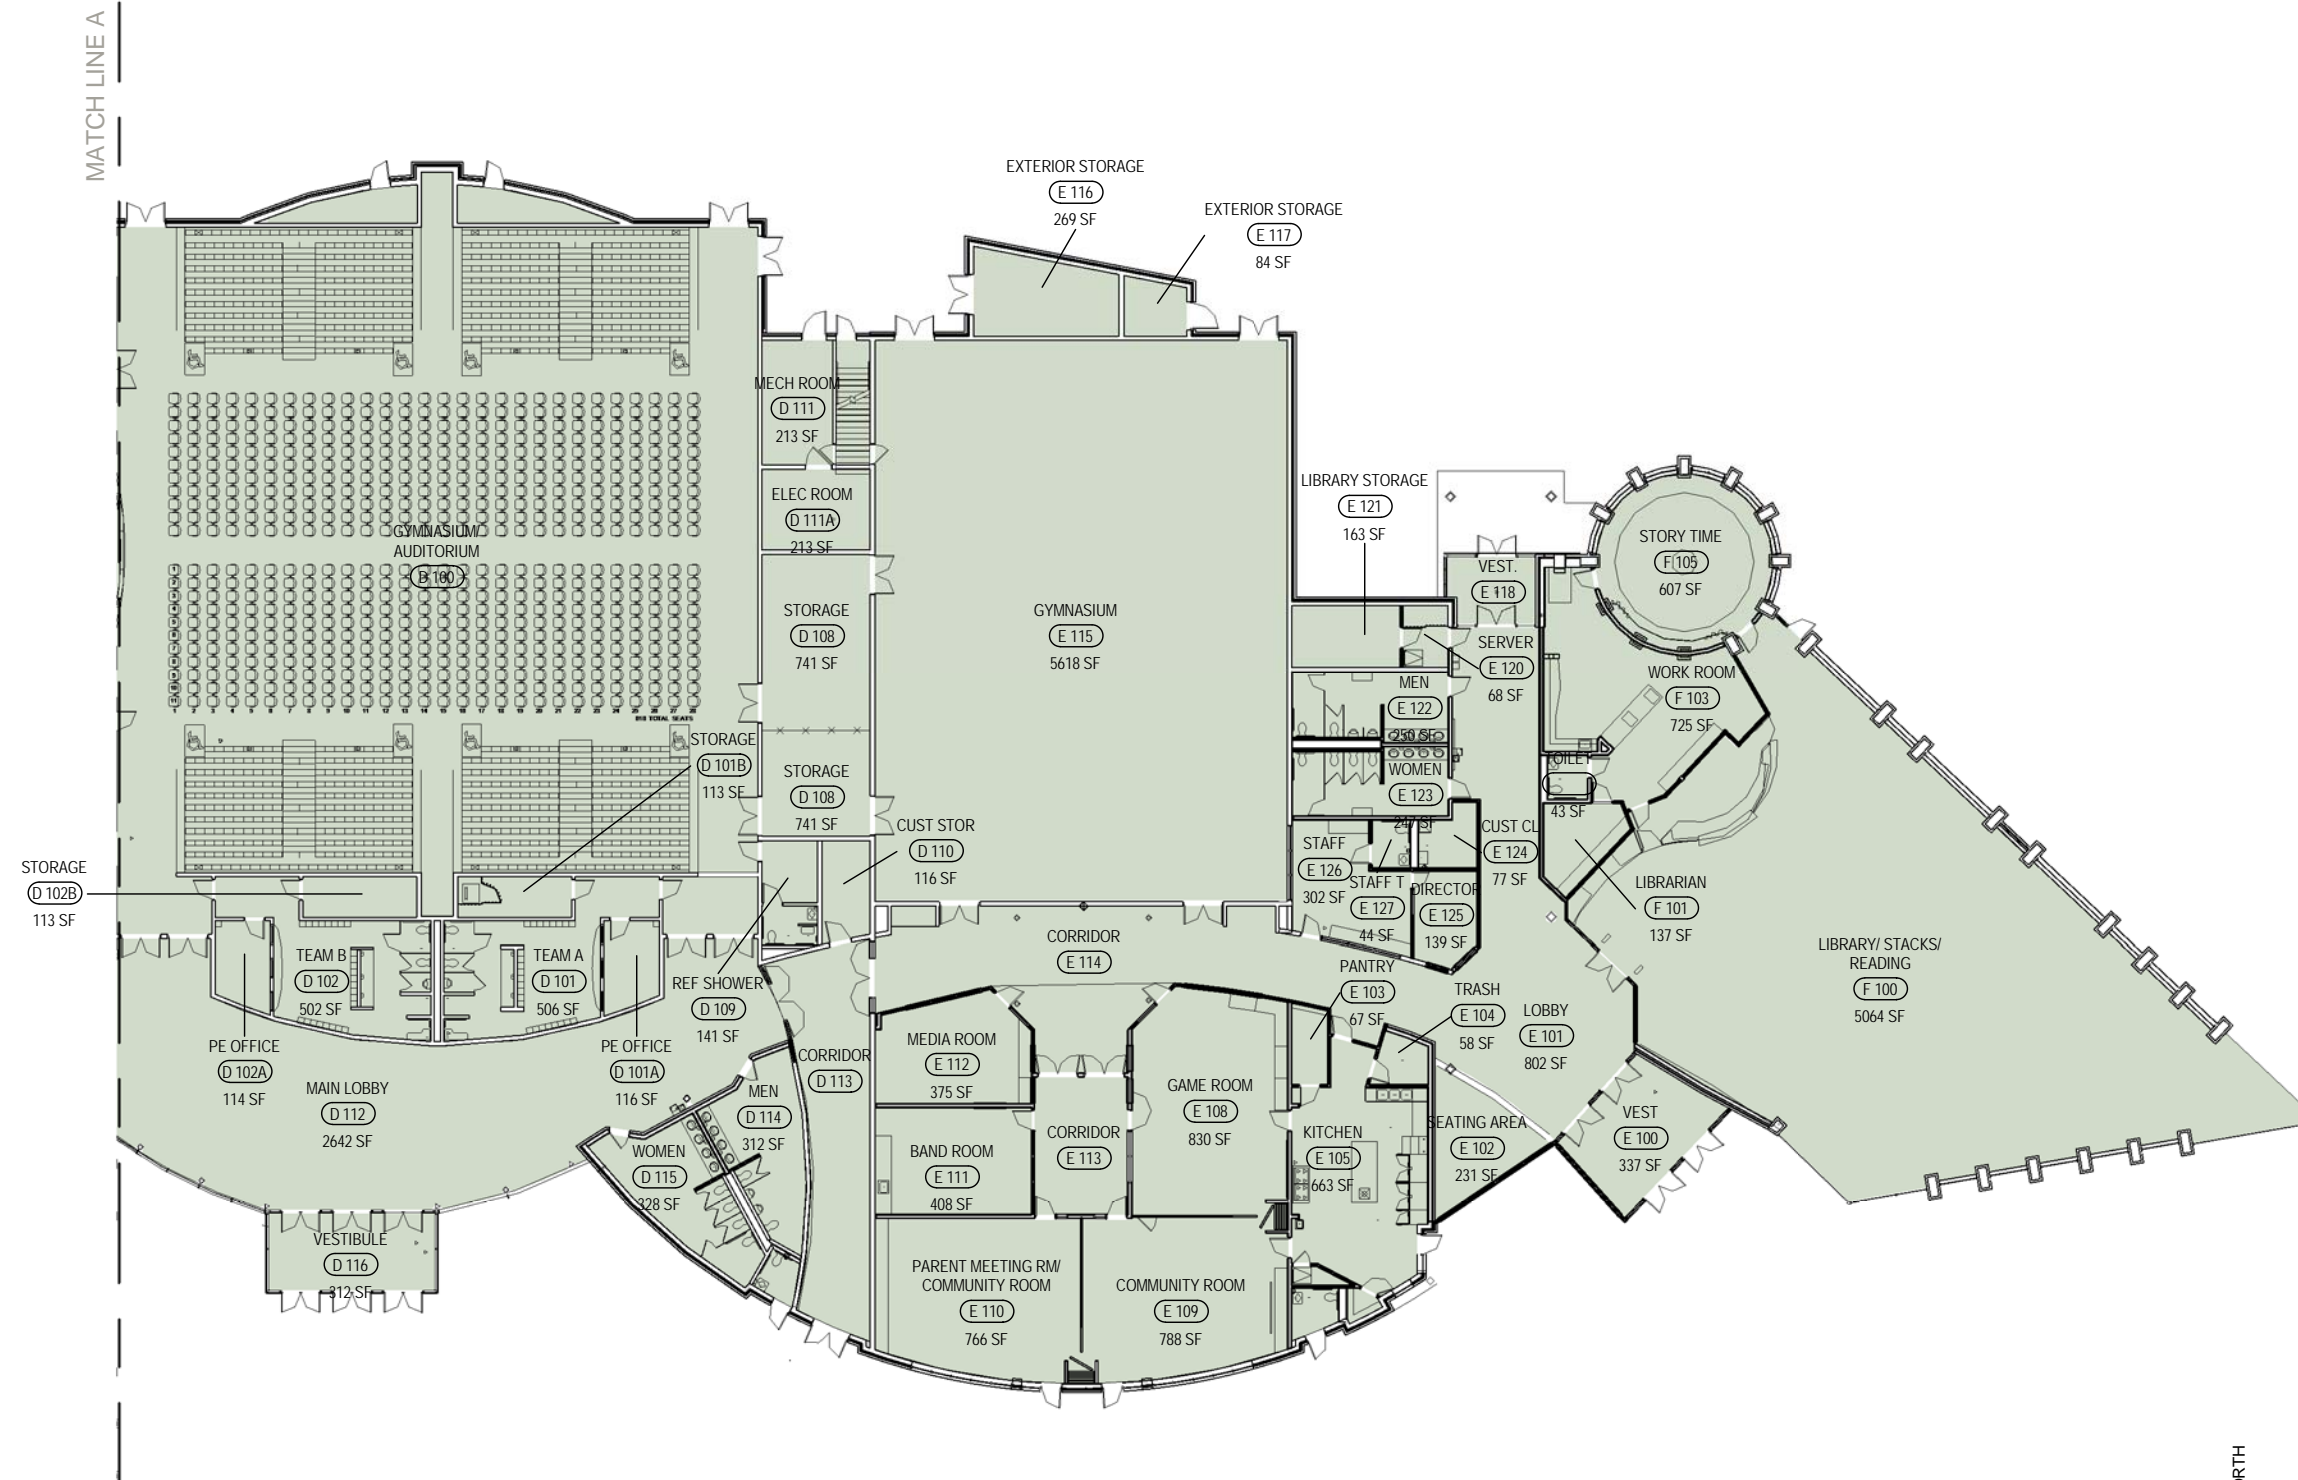 MATCH LINE A
EXTERIOR STORAGE
E 116
269 SF
EXTERIOR STORAGE
E 117
84 SF
MECH ROOM
D 111
213 SF
ELEC ROOM
D 111A
213 SF
GYMNASIUM/
AUDITORIUM
D 100
STORAGE
D 108
741 SF
GYMNASIUM
E 115
5618 SF
LIBRARY STORAGE
E 121
163 SF
VEST.
E 118
STORY TIME
F 105
607 SF
SERVER
E 120
68 SF
WORK ROOM
F 103
725 SF
MEN
E 122
250 SF
818 TOTAL SEATS
STORAGE
D 101B
113 SF
STORAGE
D 108
741 SF
WOMEN
E 123
247 SF
TOILET
43 SF
CUST STOR
D 110
116 SF
STAFF
E 126
302 SF
CUST CL
E 124
77 SF
STORAGE
D 102B
113 SF
STAFF T
E 127
44 SF
DIRECTOR
E 125
139 SF
LIBRARIAN
F 101
137 SF
LIBRARY/ STACKS/
READING
F 100
5064 SF
TEAM B
D 102
502 SF
TEAM A
D 101
506 SF
REF SHOWER
D 109
141 SF
CORRIDOR
E 114
PANTRY
E 103
67 SF
TRASH
E 104
58 SF
LOBBY
E 101
802 SF
PE OFFICE
D 102A
114 SF
PE OFFICE
D 101A
116 SF
CORRIDOR
D 113
MEDIA ROOM
E 112
375 SF
MAIN LOBBY
D 112
2642 SF
MEN
D 114
312 SF
GAME ROOM
E 108
830 SF
WOMEN
D 115
328 SF
BAND ROOM
E 111
408 SF
CORRIDOR
E 113
KITCHEN
E 105
663 SF
SEATING AREA
E 102
231 SF
VEST
E 100
337 SF
VESTIBULE
D 116
312 SF
PARENT MEETING RM/
COMMUNITY ROOM
E 110
766 SF
COMMUNITY ROOM
E 109
788 SF